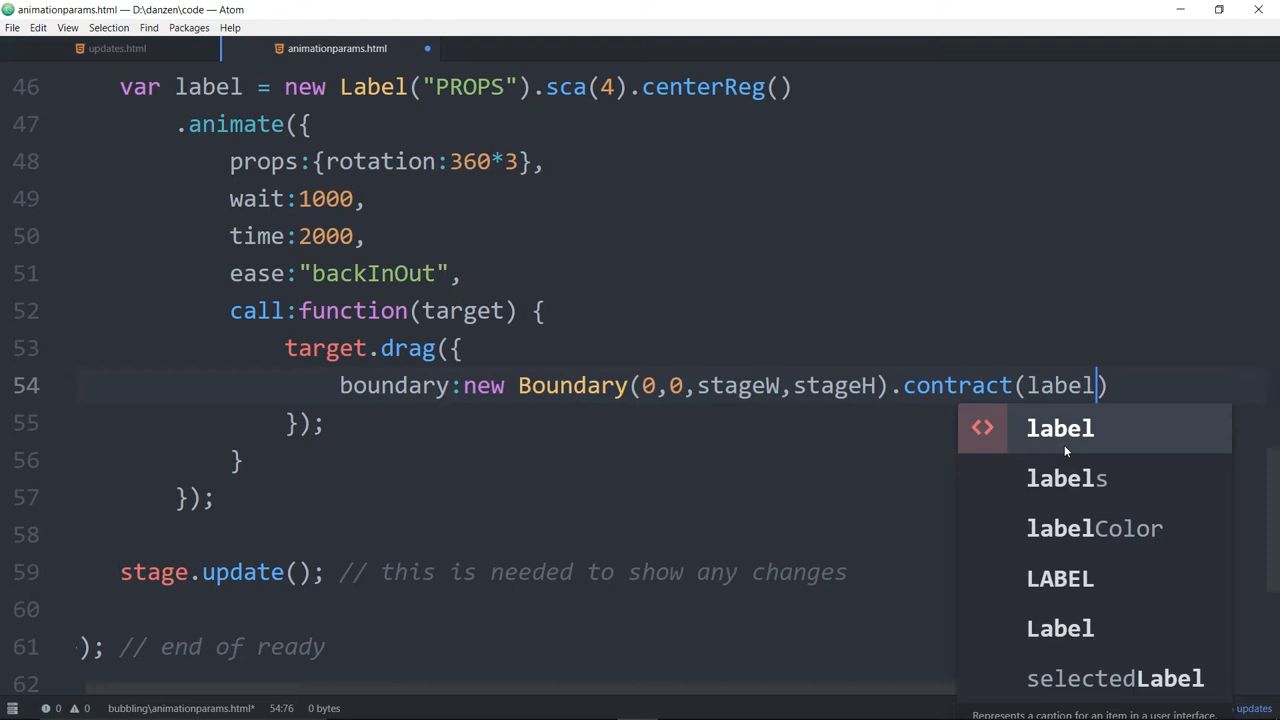 animationparams.html — D:\danzen\code — Atom
File Edit View Selection Find Packages Help
updates.html animationparams.html
46 var label = new Label("PROPS").sca(4).centerReg()
47 .animate({
48 props:{rotation:360*3},
49 wait:1000,
50 time:2000,
51 ease:"backInOut",
52 call:function(target) {
53 target.drag({
54 boundary:new Boundary(0,0,stageW,stageH).contract(label)
55 });
56 }
57 });
58
59 stage.update(); // this is needed to show any changes
60
61 ); // end of ready
62
label
labels
labelColor
LABEL
Label
selectedLabel
Represents a caption for an item in a user interface.
0 0 bubbling\animationparams.html* 54:76 0 bytes updates